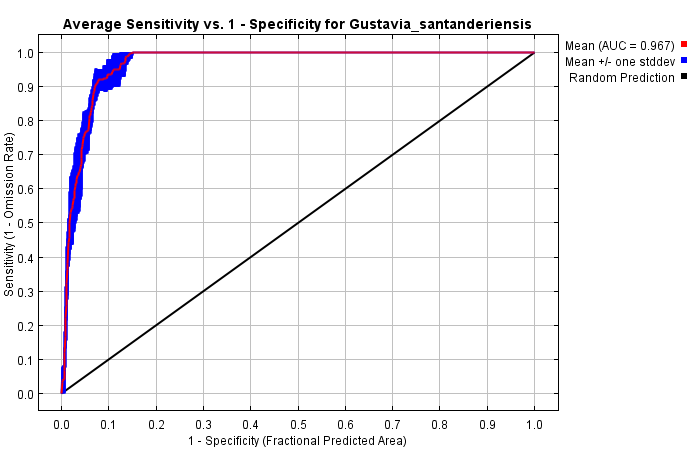 Average Sensitivity vs. 1 - Specificity for Gustavia_santanderiensis
Mean (AUC = 0.967)
Mean +/- one stddev
Random Prediction
Sensitivity (1 - Omission Rate)
1.0
0.9
0.8
0.7
0.6
0.5
0.4
0.3
0.2
0.1
0.0
0.0 0.1 0.2 0.3 0.4 0.5 0.6 0.7 0.8 0.9 1.0
1 - Specificity (Fractional Predicted Area)